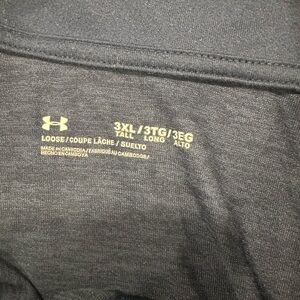 3XL/3TG/3EG
TALL LONG ALTO
LOOSE/COUPE LÂCHE/SUELTO
MADE IN CAMBODIA/FABRIQUÉ AU CAMBODGE/
HECHO EN CAMBOYA